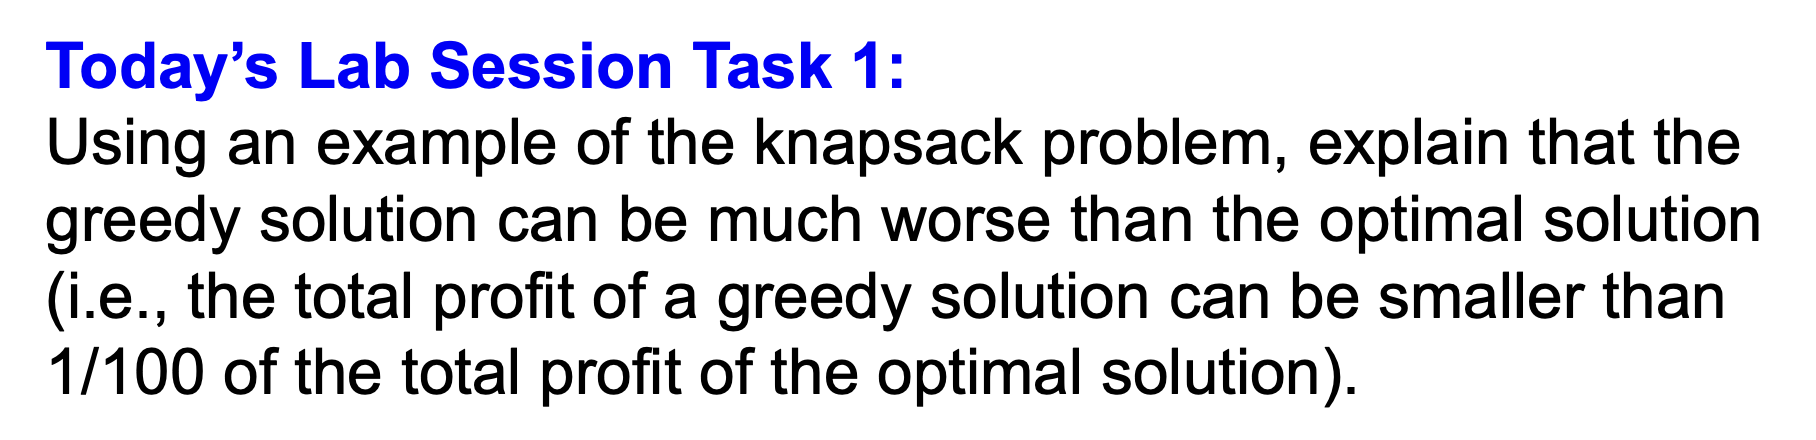 Today’s Lab Session Task 1:
Using an example of the knapsack problem, explain that the
greedy solution can be much worse than the optimal solution
(i.e., the total profit of a greedy solution can be smaller than
1/100 of the total profit of the optimal solution).